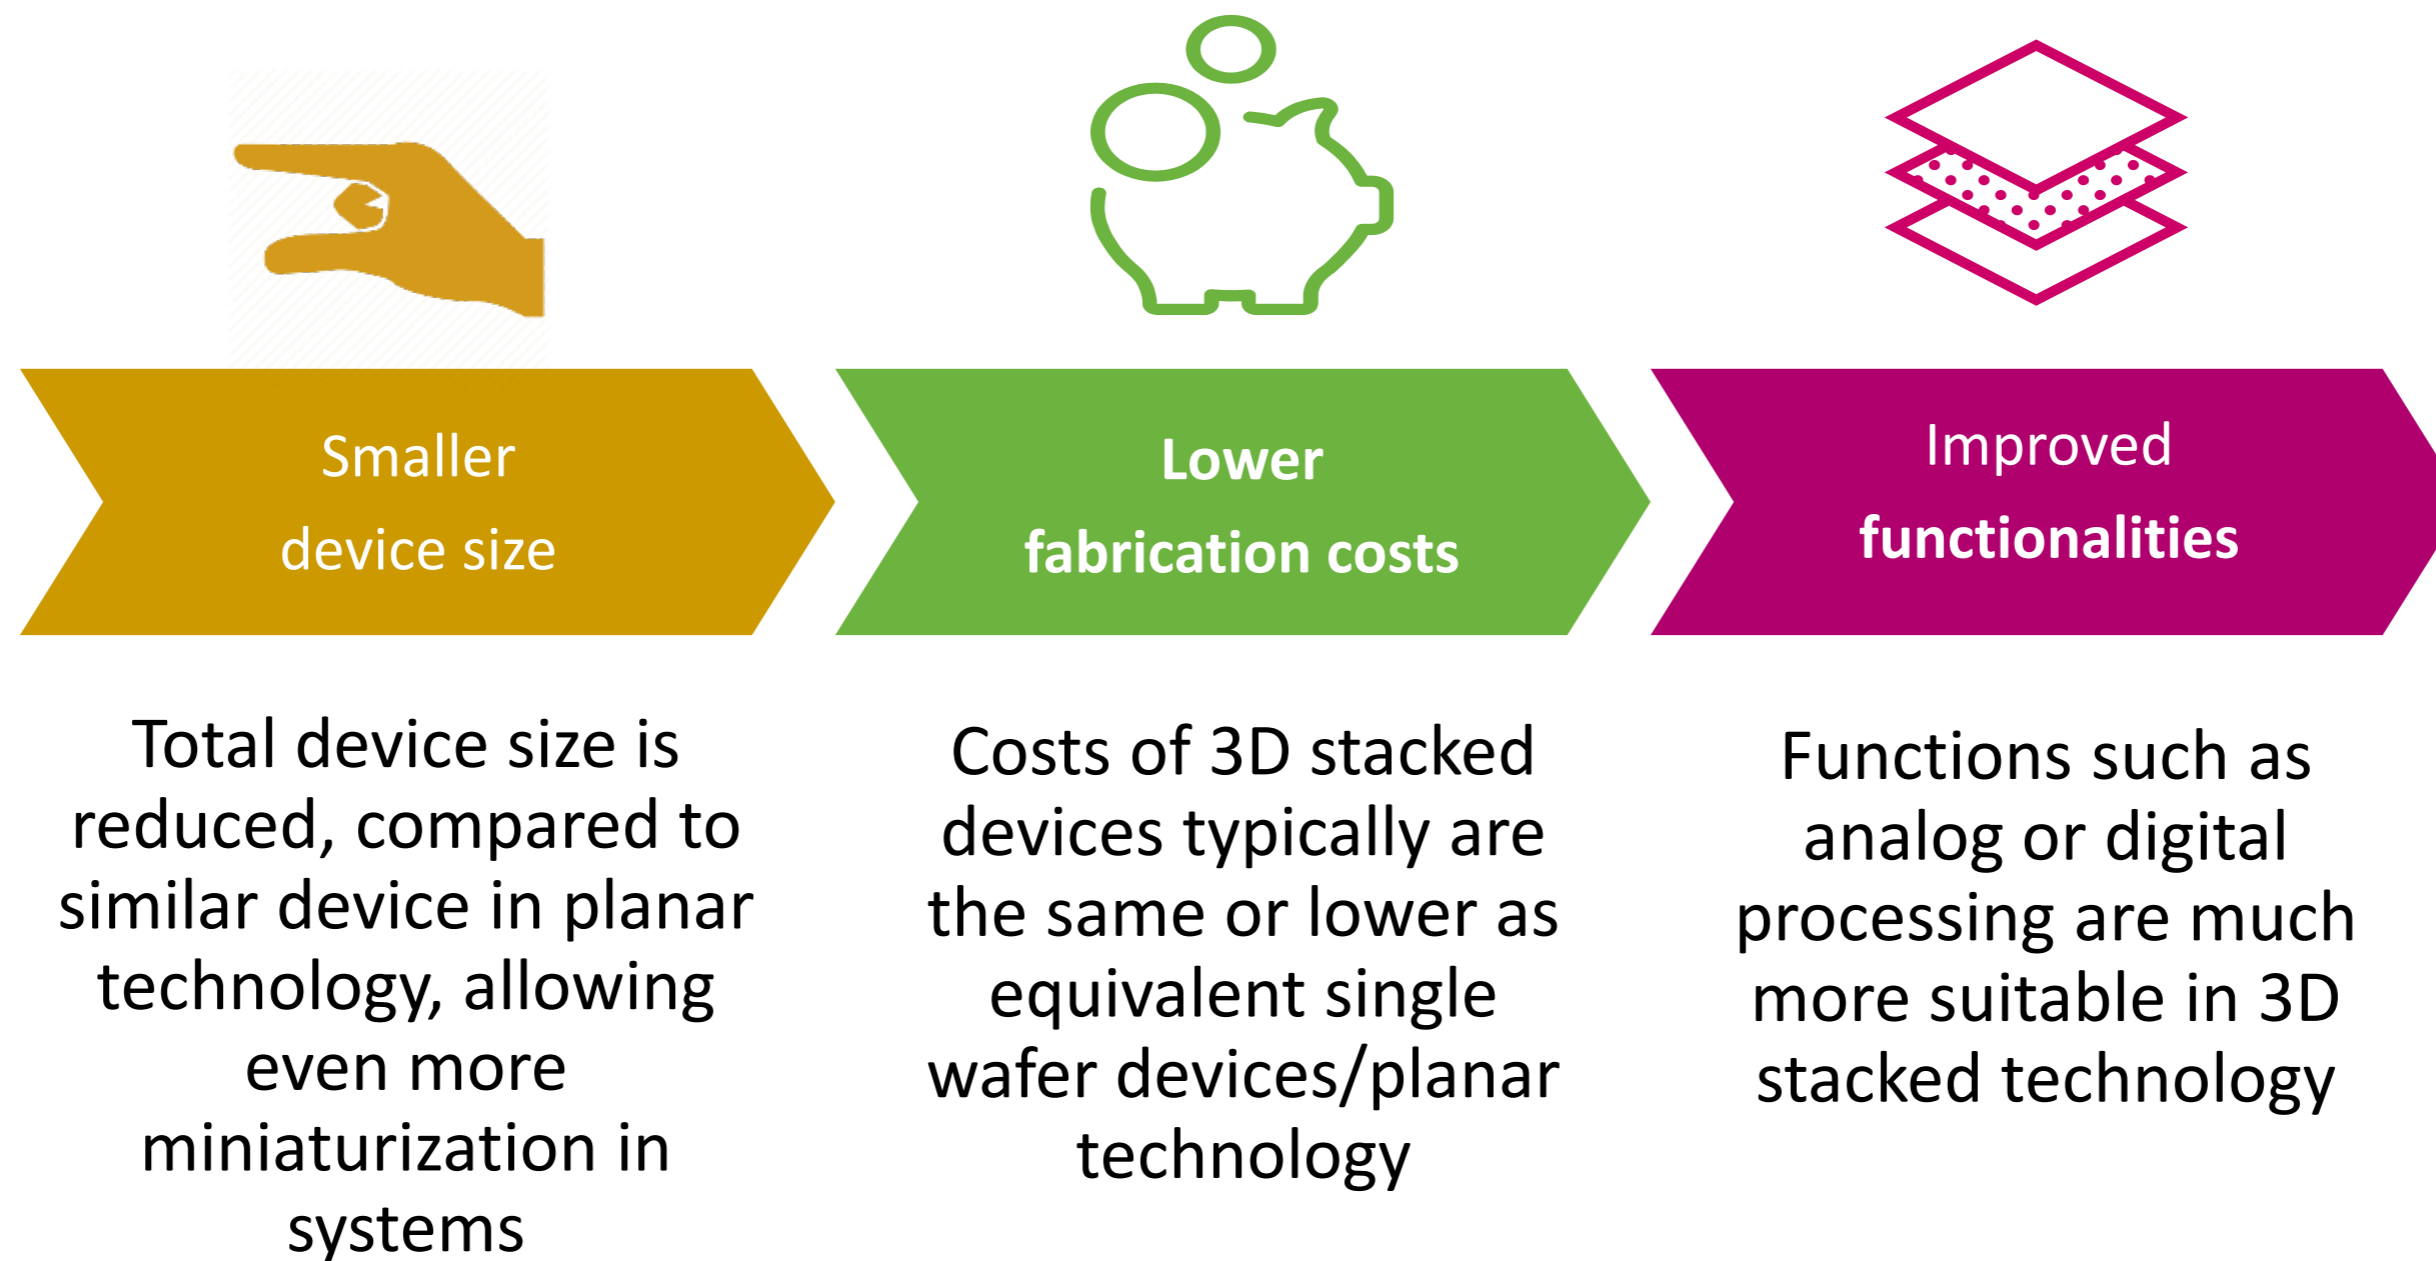 Smaller
device size
Lower
fabrication costs
Improved
functionalities
Total device size is
reduced, compared to
similar device in planar
technology, allowing
even more
miniaturization in
systems
Costs of 3D stacked
devices typically are
the same or lower as
equivalent single
wafer devices/planar
technology
Functions such as
analog or digital
processing are much
more suitable in 3D
stacked technology